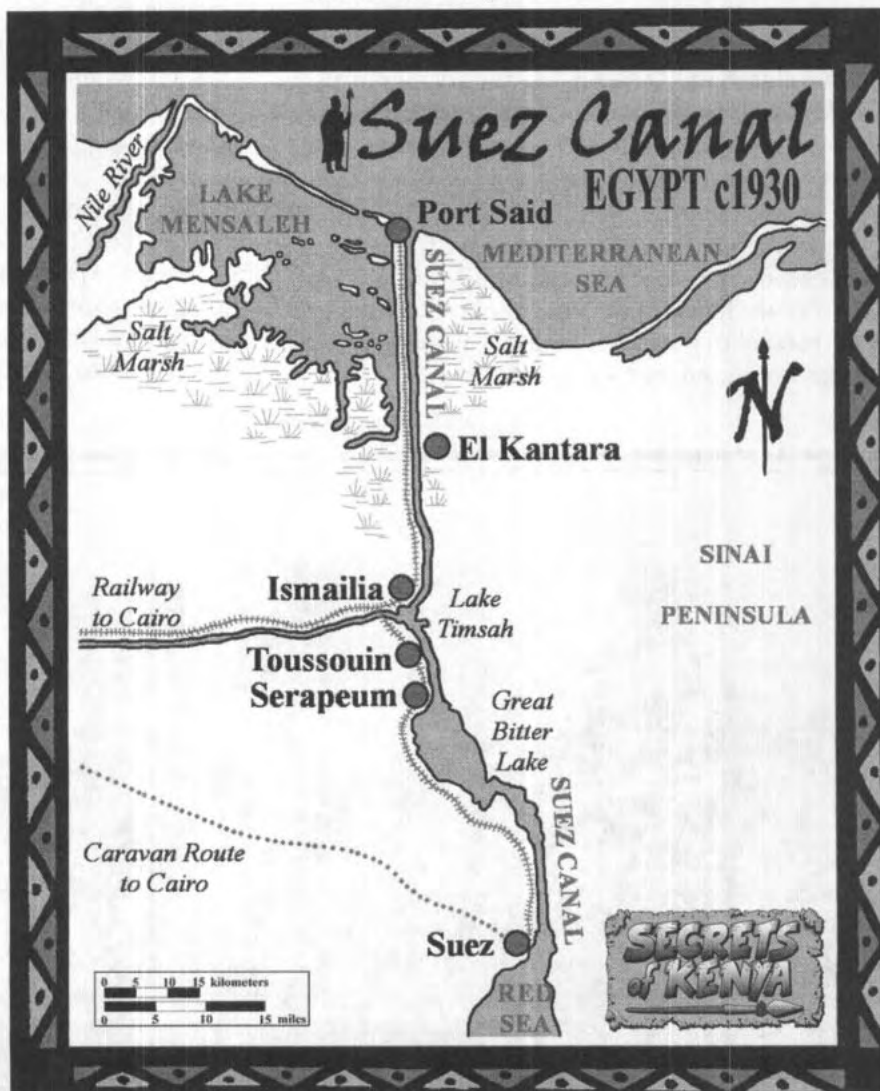 Suez Canal
EGYPT c1930
Nile River
LAKE
MENSALEH
Port Said
MEDITERRANEAN
SEA
SUEZ CANAL
Salt
Marsh
Salt
Marsh
N
El Kantara
SINAI
PENINSULA
Railway
to Cairo
Ismailia
Lake
Timsah
Toussouin
Serapeum
Great
Bitter
Lake
SUEZ CANAL
Caravan Route
to Cairo
Suez
RED
SEA
SECRETS
of KENYA
0 5 10 15 kilometers
0 5 10 15 miles